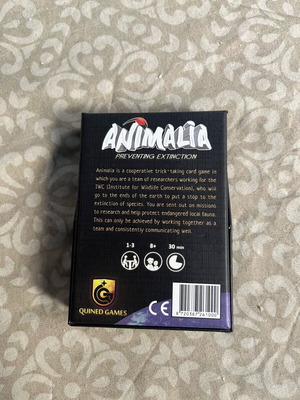 ANIMALIA
PREVENTING EXTINCTION
Animalia is a cooperative trick-taking card game in
which you are a team of researchers working for the
IWC (Institute for Wildlife Conservation), who will
go to the ends of the earth to put a stop to the
extinction of species. You are sent out on missions
to research and help protect endangered local fauna.
This can only be achieved by working together as a
team and consistently communicating well.
1-3 8+ 30 min
QUINED GAMES
CE
8720387261000